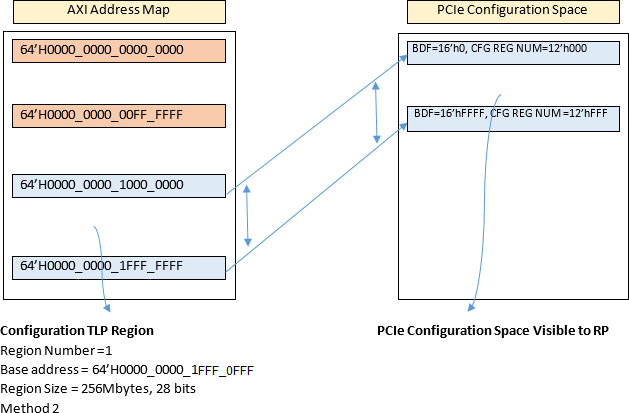 AXI Address Map
PCIe Configuration Space
64'H0000_0000_0000_0000
64'H0000_0000_00FF_FFFF
64'H0000_0000_1000_0000
64'H0000_0000_1FFF_FFFF
BDF=16'h0, CFG REG NUM=12'h000
BDF=16'hFFFF, CFG REG NUM =12'hFFF
Configuration TLP Region
Region Number =1
Base address = 64'H0000_0000_1FFF_0FFF
Region Size = 256Mbytes, 28 bits
Method 2
PCIe Configuration Space Visible to RP